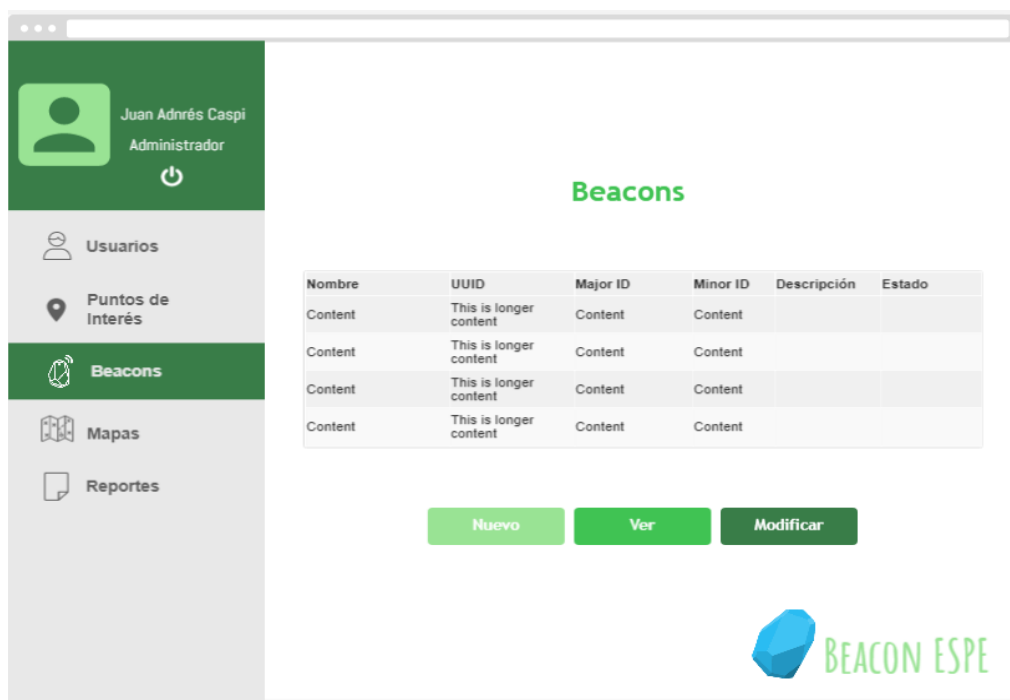 Juan Adnrés Caspi
Administrador
Usuarios
Puntos de
Interés
Beacons
Mapas
Reportes
Beacons
Nombre UUID Major ID Minor ID Descripción Estado
Content This is longer content Content Content
Content This is longer content Content Content
Content This is longer content Content Content
Content This is longer content Content Content
Nuevo Ver Modificar
BEACON ESPE